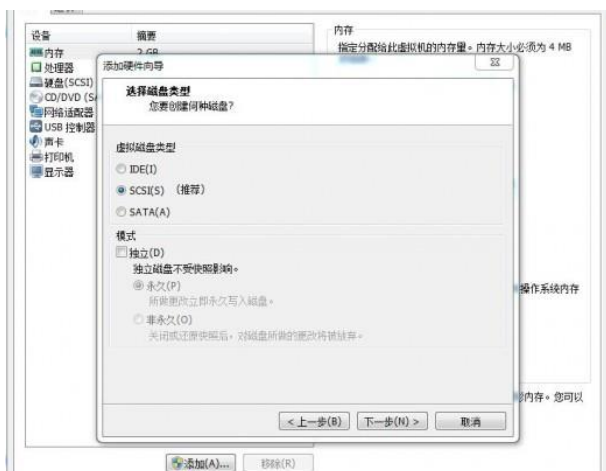 设备
摘要
内存
2 GB
处理器
硬盘(SCSI)
CD/DVD (SA
网络适配器
USB 控制器
声卡
打印机
显示器
内存
指定分配给此虚拟机的内存量。内存大小必须为 4 MB
添加硬件向导
选择磁盘类型
您要创建何种磁盘?
虚拟磁盘类型
IDE(I)
SCSI(S) (推荐)
SATA(A)
模式
独立(D)
独立磁盘不受快照影响。
永久(P)
所做更改立即永久写入磁盘。
非永久(O)
关闭或还原快照后,对磁盘所做的更改将被放弃。
操作系统内存
内存。您可以
< 上一步(B)
下一步(N) >
取消
添加(A)...
移除(R)